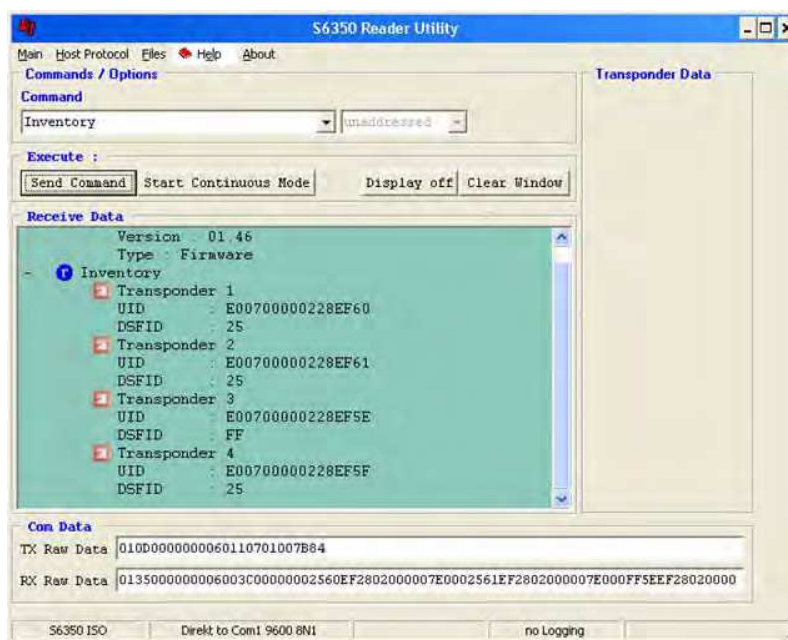 S6350 Reader Utility
Main Host Protocol Files Help About
Commands / Options
Transponder Data
Command
Inventory unaddressed
Execute :
Send Command Start Continuous Mode Display off Clear Window
Receive Data
Version : 01.46
Type : Firmware
- r Inventory
Transponder 1
UID : E00700000228EF60
DSFID : 25
Transponder 2
UID : E00700000228EF61
DSFID : 25
Transponder 3
UID : E00700000228EF5E
DSFID : FF
Transponder 4
UID : E00700000228EF5F
DSFID : 25
Com Data
TX Raw Data 010D0000000060110701007B84
RX Raw Data 0135000000006003C00000002560EF2802000007E0002561EF2802000007E000FF5EEF28020000
S6350 ISO Direkt to Com1 9600 8N1 no Logging